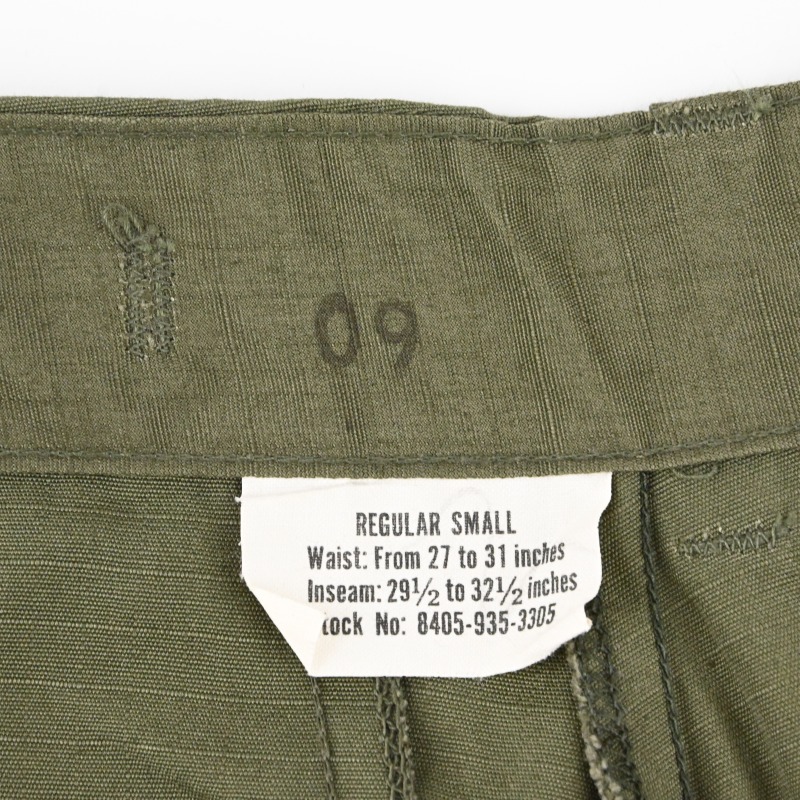 09
REGULAR SMALL
Waist: From 27 to 31 inches
Inseam: 29½ to 32½ inches
tock No: 8405-935-3305